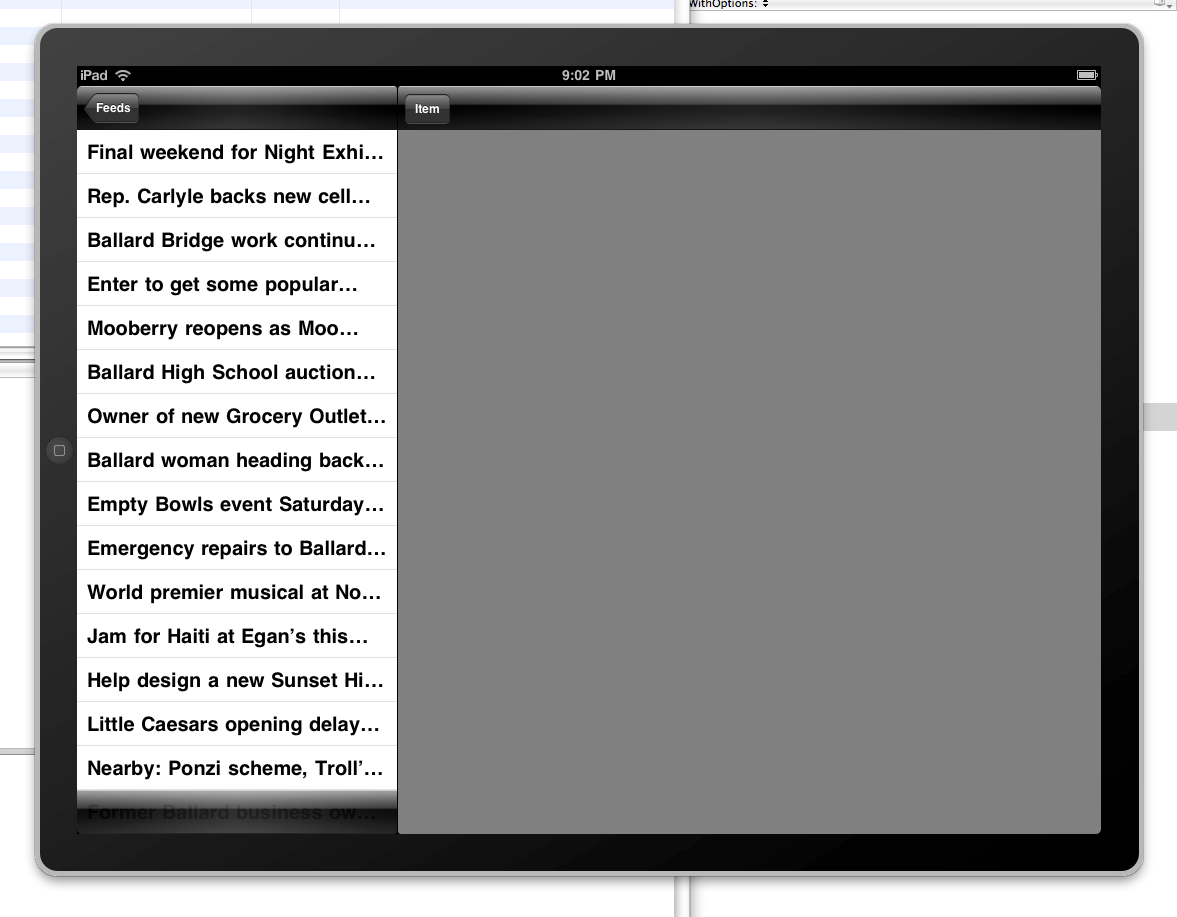 WithOptions:
iPad
9:02 PM
Feeds
Item
Final weekend for Night Exhi...
Rep. Carlyle backs new cell...
Ballard Bridge work continu...
Enter to get some popular...
Mooberry reopens as Moo...
Ballard High School auction...
Owner of new Grocery Outlet...
Ballard woman heading back...
Empty Bowls event Saturday...
Emergency repairs to Ballard...
World premier musical at No...
Jam for Haiti at Egan’s this...
Help design a new Sunset Hi...
Little Caesars opening delay...
Nearby: Ponzi scheme, Troll’...
Former Ballard business ow...